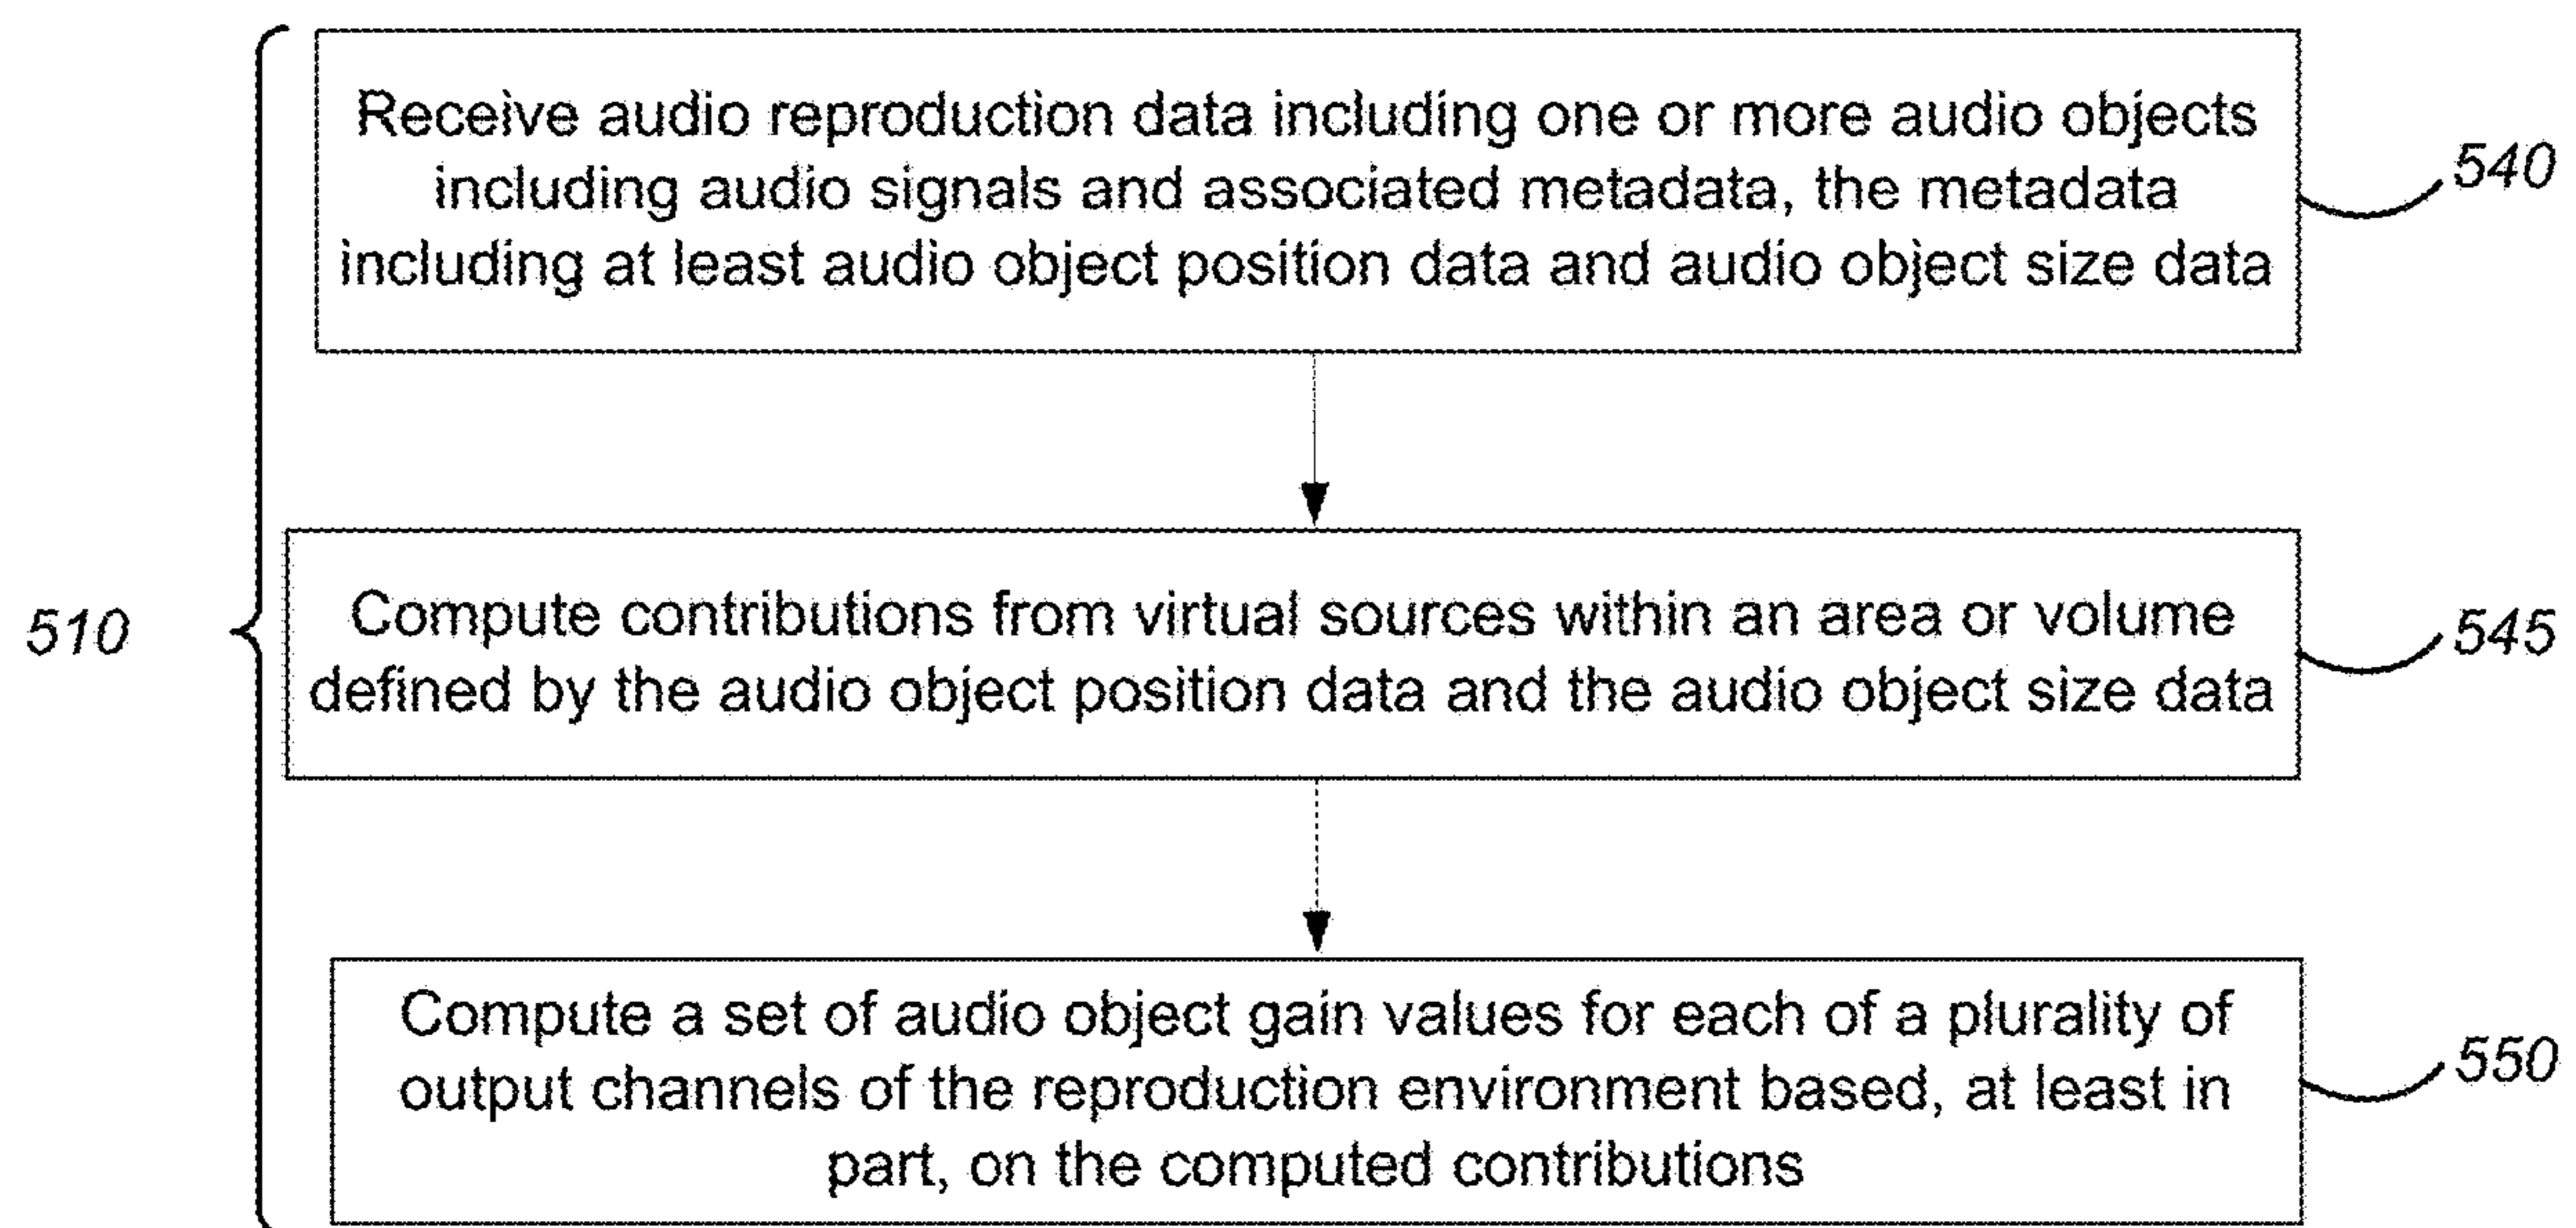 Receive audio reproduction data including one or more audio objects
including audio signals and associated metadata, the metadata
including at least audio object position data and audio object size data
540
510
Compute contributions from virtual sources within an area or volume
defined by the audio object position data and the audio object size data
545
Compute a set of audio object gain values for each of a plurality of
output channels of the reproduction environment based, at least in
part, on the computed contributions
550